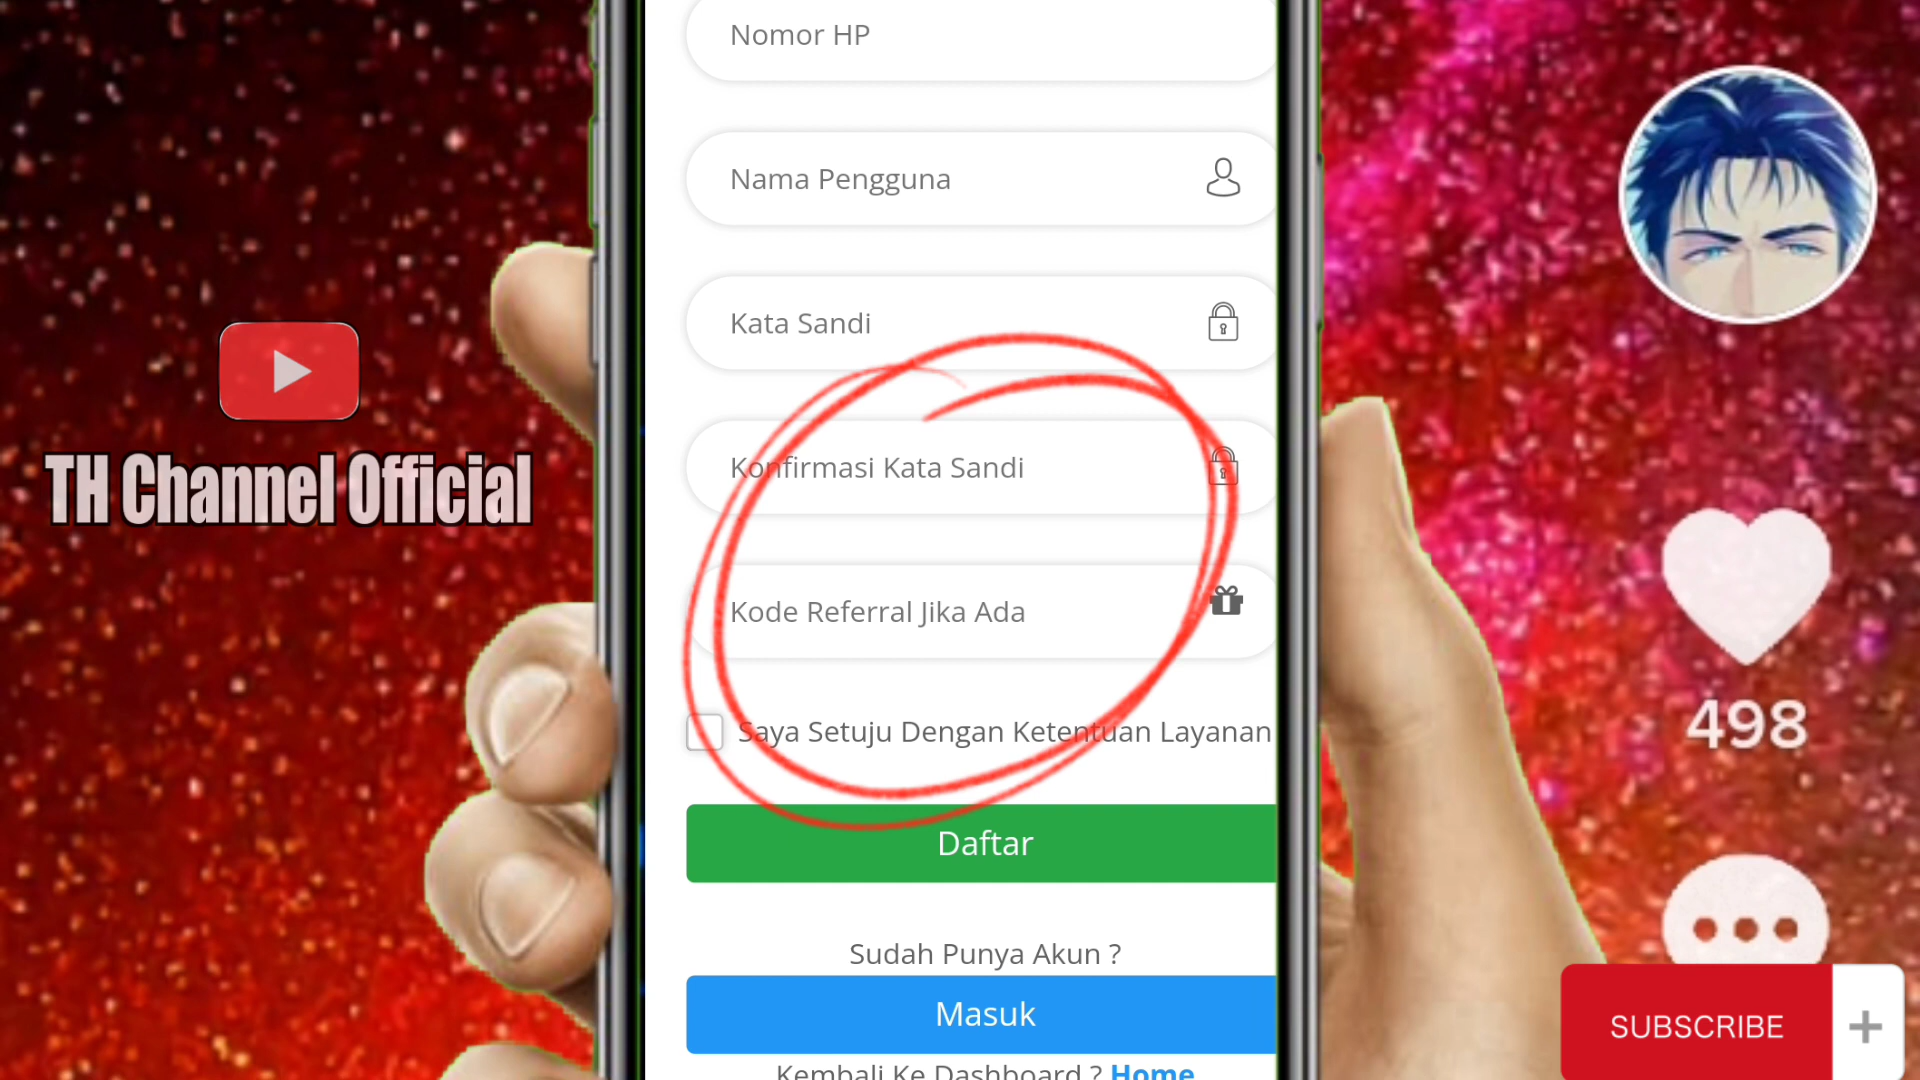 Nomor HP
Nama Pengguna
Kata Sandi
TH Channel Official
Konfirmasi Kata Sandi
Kode Referral Jika Ada
498
Saya Setuju Dengan Ketentuan Layanan
Daftar
Sudah Punya Akun ?
Masuk
SUBSCRIBE
Kembali Ke Dashboard ? Home